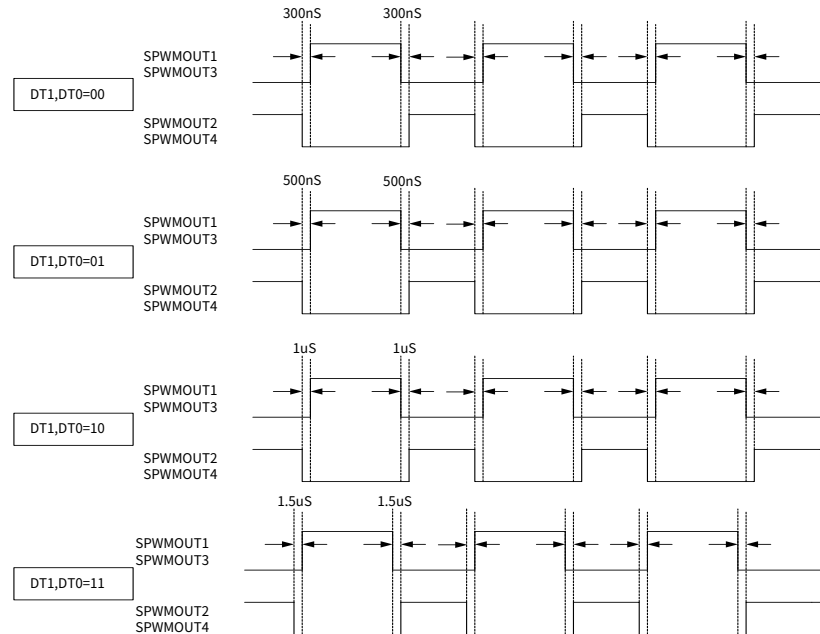 300nS 300nS
SPWMOUT1
SPWMOUT3
DT1,DT0=00
SPWMOUT2
SPWMOUT4
500nS 500nS
SPWMOUT1
SPWMOUT3
DT1,DT0=01
SPWMOUT2
SPWMOUT4
1uS 1uS
SPWMOUT1
SPWMOUT3
DT1,DT0=10
SPWMOUT2
SPWMOUT4
1.5uS 1.5uS
SPWMOUT1
SPWMOUT3
DT1,DT0=11
SPWMOUT2
SPWMOUT4